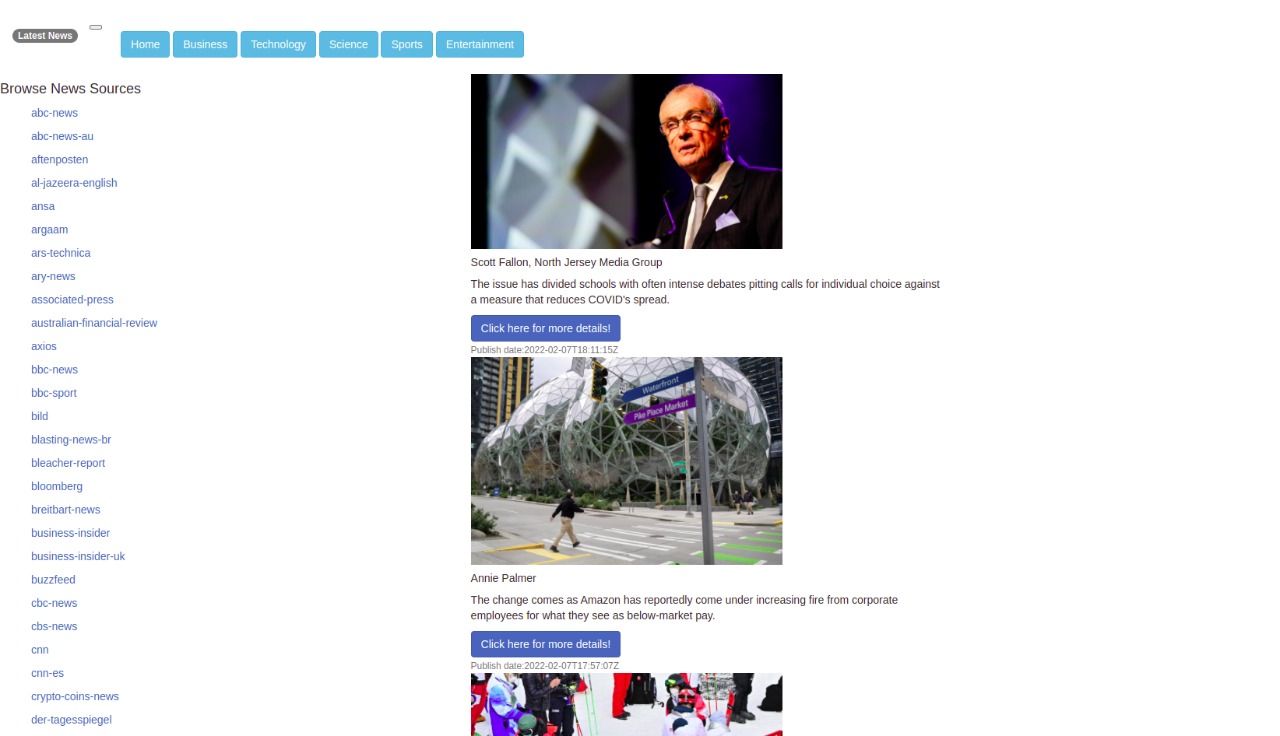 Latest News
Home
Business
Technology
Science
Sports
Entertainment
Browse News Sources
abc-news
abc-news-au
aftenposten
al-jazeera-english
ansa
argaam
ars-technica
ary-news
associated-press
australian-financial-review
axios
bbc-news
bbc-sport
bild
blasting-news-br
bleacher-report
bloomberg
breitbart-news
business-insider
business-insider-uk
buzzfeed
cbc-news
cbs-news
cnn
cnn-es
crypto-coins-news
der-tagesspiegel
Scott Fallon, North Jersey Media Group
The issue has divided schools with often intense debates pitting calls for individual choice against
a measure that reduces COVID's spread.
Click here for more details!
Publish date:2022-02-07T18:11:15Z
Waterfront
Pike Place Market
Annie Palmer
The change comes as Amazon has reportedly come under increasing fire from corporate
employees for what they see as below-market pay.
Click here for more details!
Publish date:2022-02-07T17:57:07Z